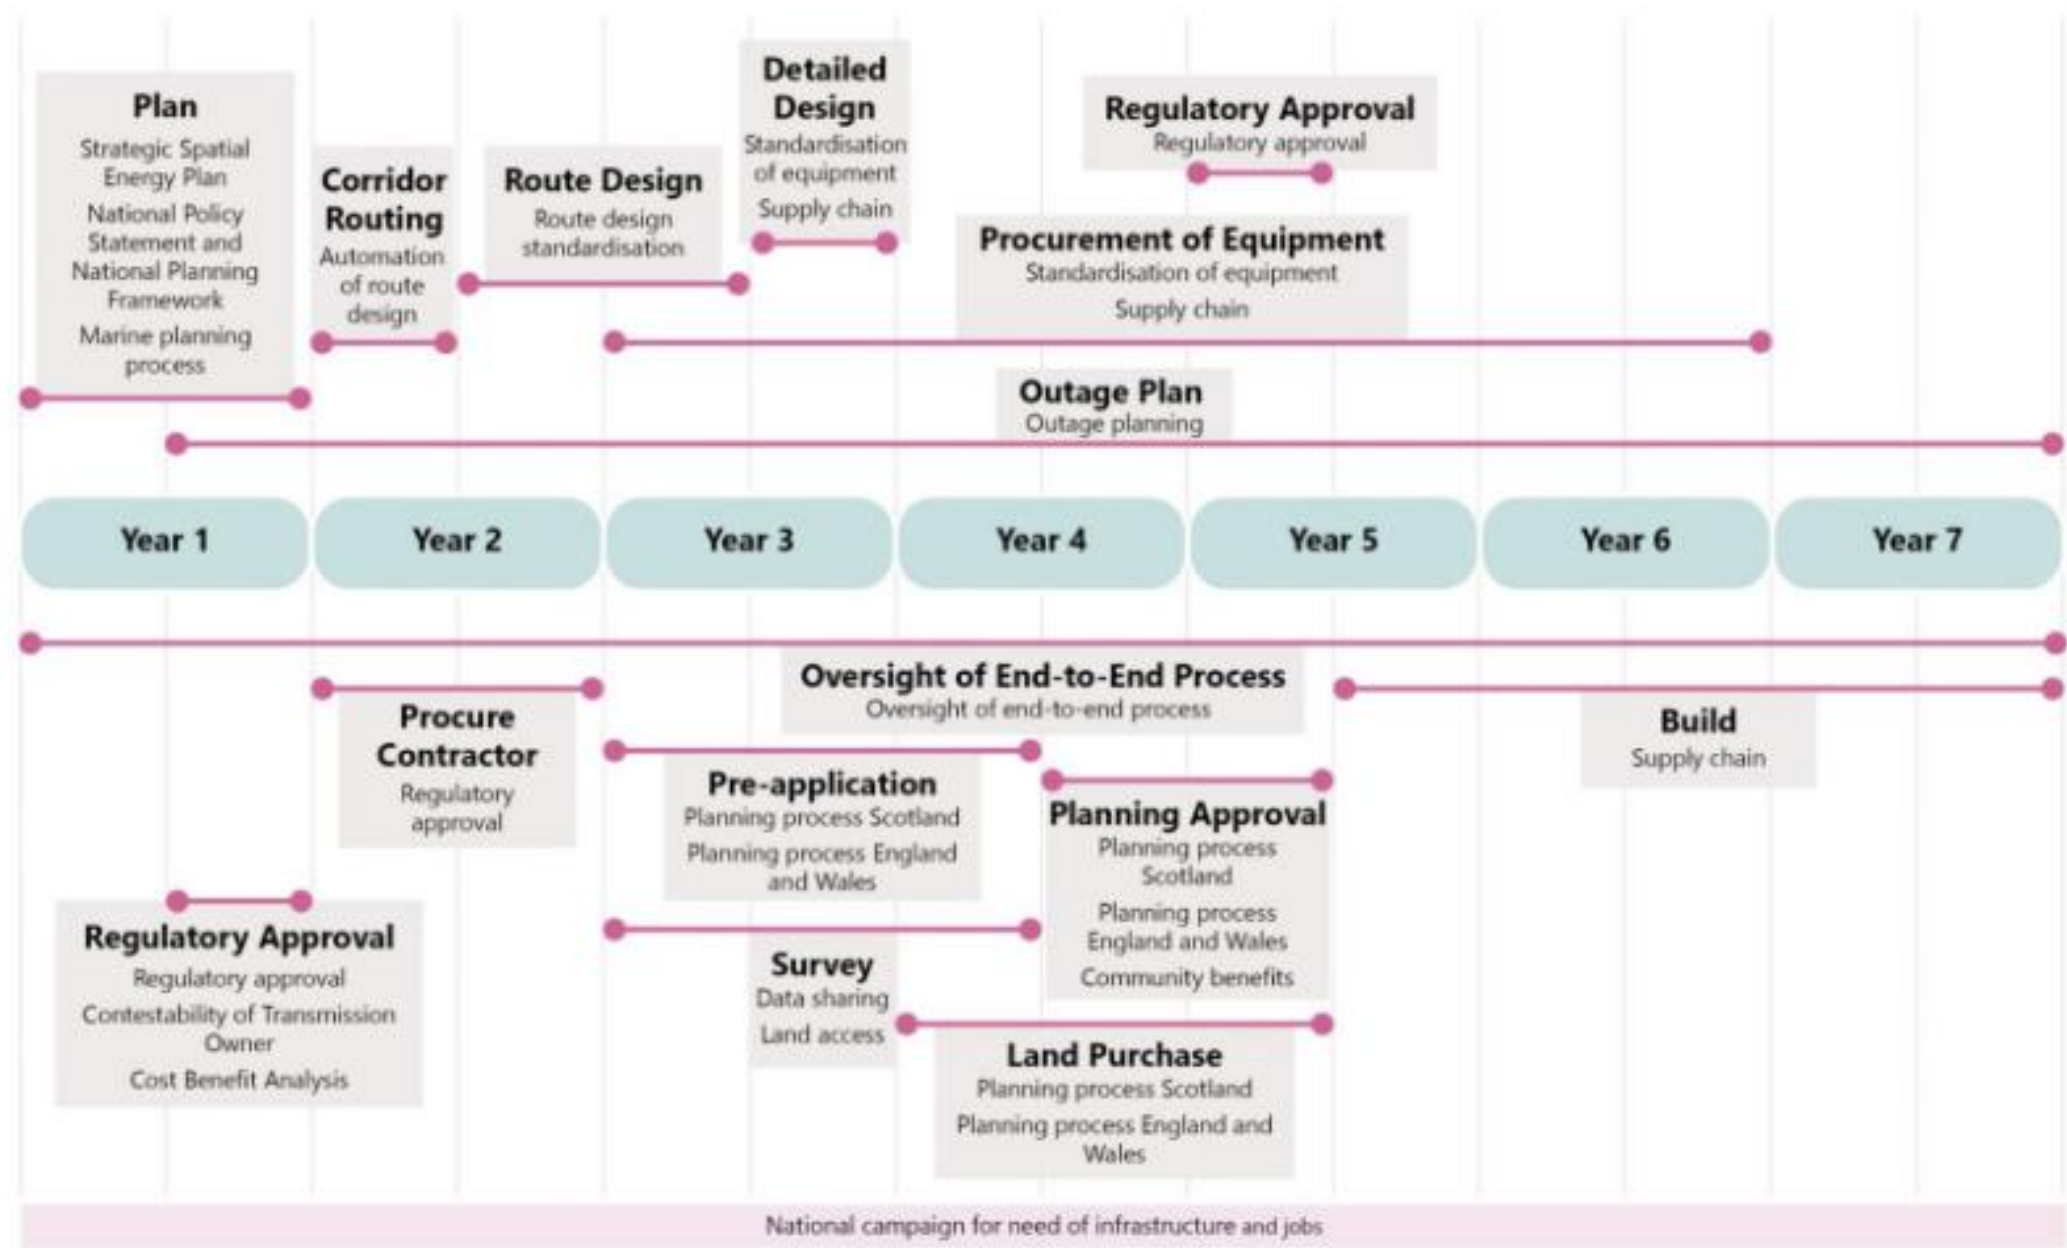 Plan
Strategic Spatial
Energy Plan
National Policy
Statement and
National Planning
Framework
Marine planning
process
Corridor
Routing
Automation
of route
design
Route Design
Route design
standardisation
Detailed
Design
Standardisation
of equipment
Supply chain
Regulatory Approval
Regulatory approval
Procurement of Equipment
Standardisation of equipment
Supply chain
Outage Plan
Outage planning
Year 1
Year 2
Year 3
Year 4
Year 5
Year 6
Year 7
Oversight of End-to-End Process
Oversight of end-to-end process
Procure
Contractor
Regulatory
approval
Build
Supply chain
Pre-application
Planning process Scotland
Planning process England
and Wales
Planning Approval
Planning process
Scotland
Planning process
England and Wales
Community benefits
Regulatory Approval
Regulatory approval
Contestability of Transmission
Owner
Cost Benefit Analysis
Survey
Data sharing
Land access
Land Purchase
Planning process Scotland
Planning process England and
Wales
National campaign for need of infrastructure and jobs